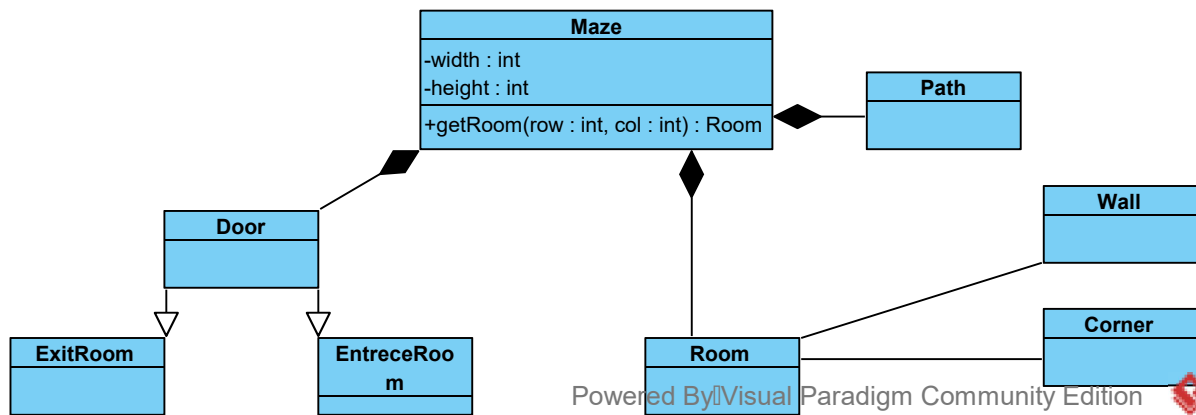 Maze
-width : int
-height : int
+getRoom(row : int, col : int) : Room
Path
Door
Wall
ExitRoom
EntreceRoo
m
Room
Corner
Powered By Visual Paradigm Community Edition